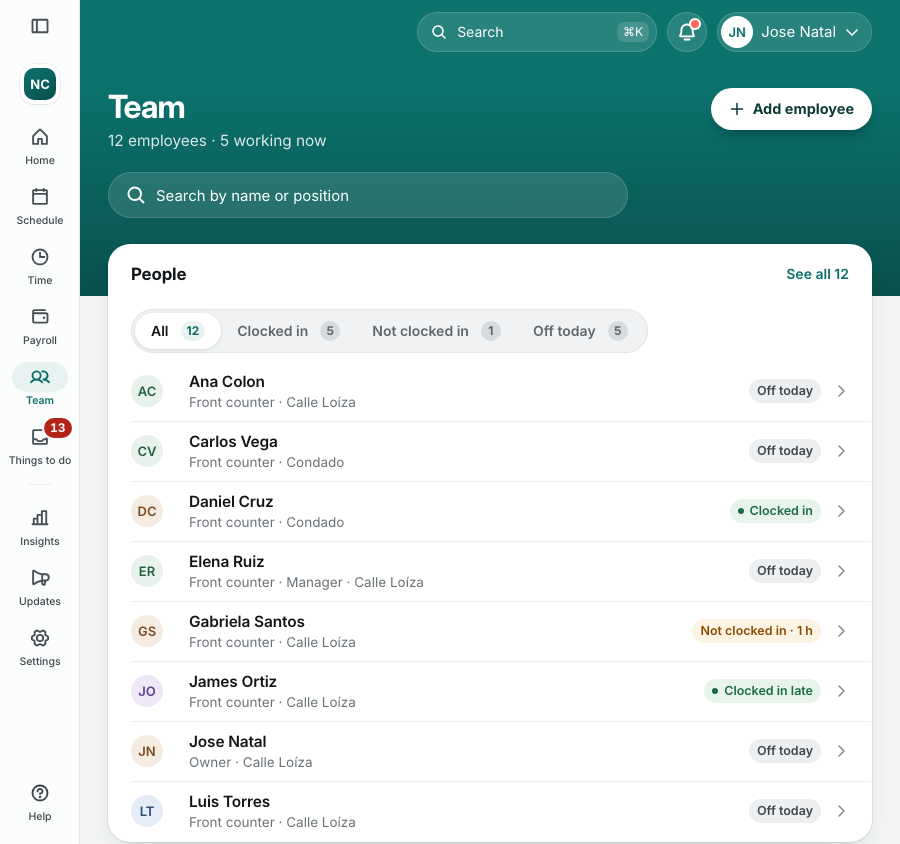 Search ⌘K JN Jose Natal
NC
Home
Schedule
Time
Payroll
Team
13
Things to do
Insights
Updates
Settings
Help
Team
12 employees · 5 working now
+ Add employee
Search by name or position
People
See all 12
All 12 Clocked in 5 Not clocked in 1 Off today 5
AC Ana Colon
Front counter · Calle Loíza
Off today
CV Carlos Vega
Front counter · Condado
Off today
DC Daniel Cruz
Front counter · Condado
Clocked in
ER Elena Ruiz
Front counter · Manager · Calle Loíza
Off today
GS Gabriela Santos
Front counter · Calle Loíza
Not clocked in · 1 h
JO James Ortiz
Front counter · Calle Loíza
Clocked in late
JN Jose Natal
Owner · Calle Loíza
Off today
LT Luis Torres
Front counter · Calle Loíza
Off today